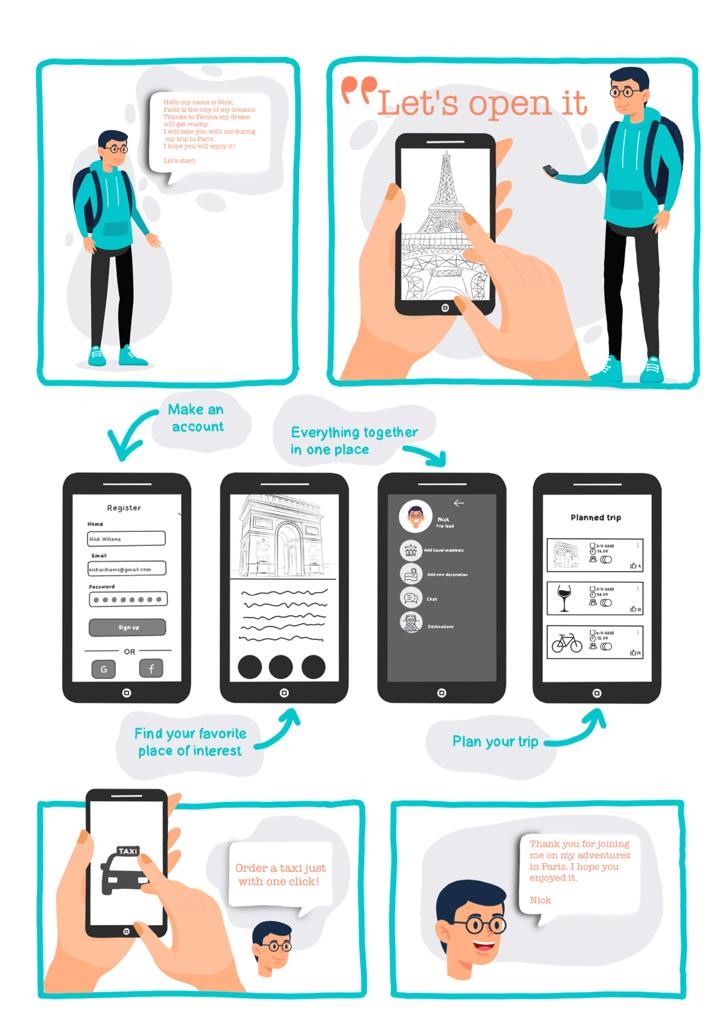 Hello my name is Nick,
Paris is the city of my dreams.
Thanks to Parizia my dream
will get reality.
I will take you with me during
my trip to Paris.
I hope you will enjoy it!
Let's start
Let's open it
Make an
account
Everything together
in one place
Register
Name
Nick Williams
Email
nickwilliams@gmail.com
Password
Sign up
OR
G
f
Nick
Trip lead
Add travel members
Add new destination
Chat
Destinations
Planned trip
Find your favorite
place of interest
Plan your trip
TAXI
Order a taxi just
with one click!
Thank you for joining
me on my adventures
in Paris. I hope you
enjoyed it.
Nick